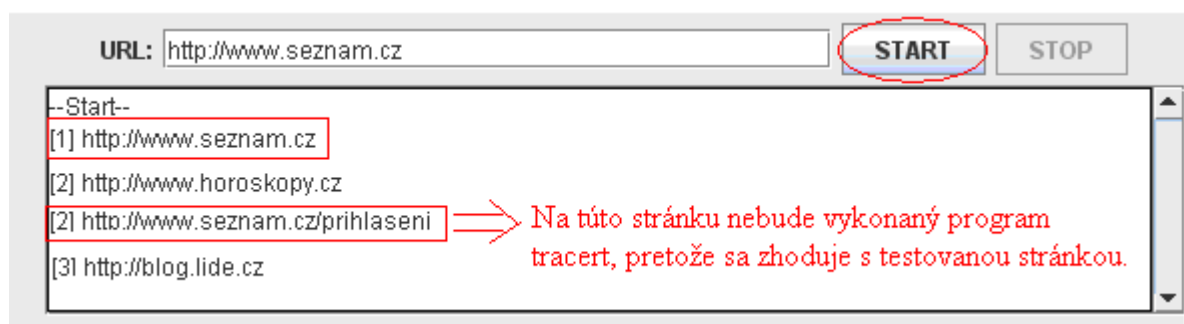 URL: http://www.seznam.cz START STOP
--Start--
[1] http://www.seznam.cz
[2] http://www.horoskopy.cz
[2] http://www.seznam.cz/prihlaseni
Na túto stránku nebude vykonaný program
tracert, pretože sa zhoduje s testovanou stránkou.
[3] http://blog.lide.cz